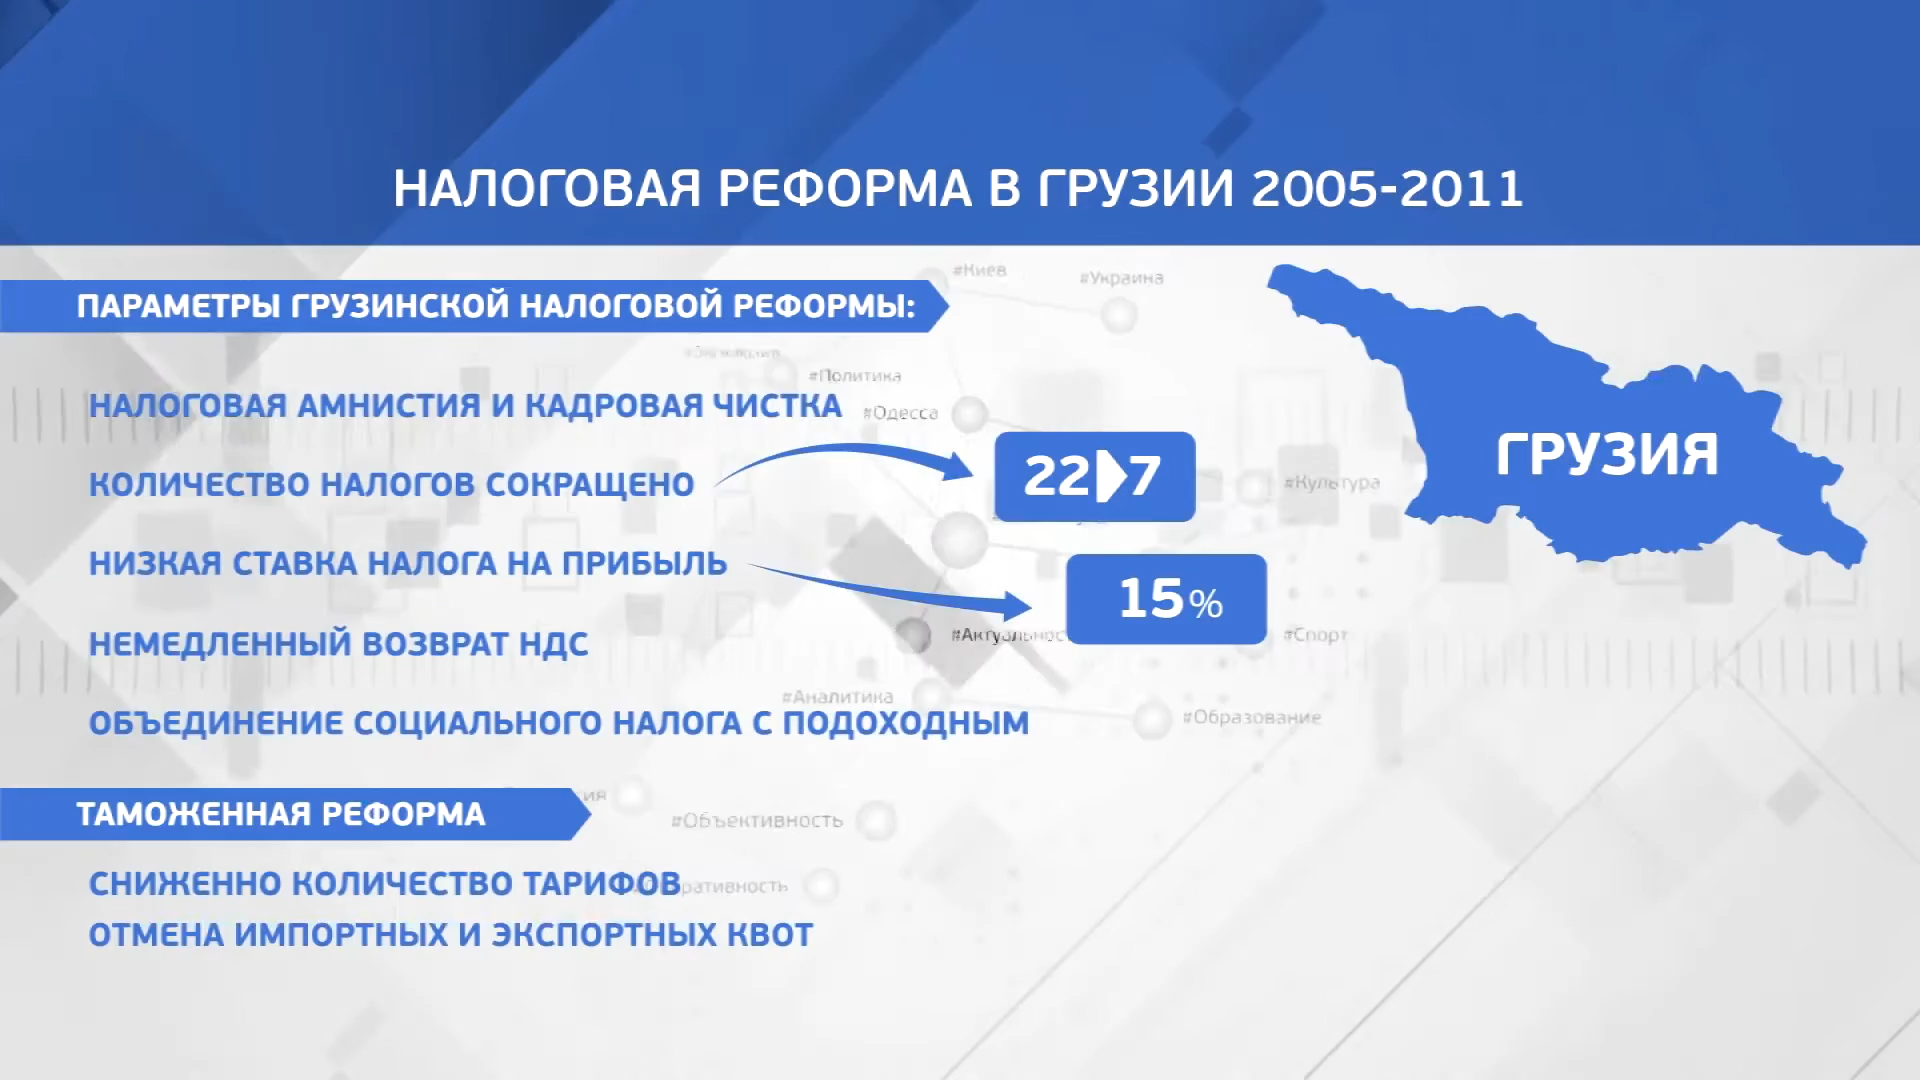 НАЛОГОВАЯ РЕФОРМА В ГРУЗИИ 2005-2011
#Киев
#Украина
ПАРАМЕТРЫ ГРУЗИНСКОЙ НАЛОГОВОЙ РЕФОРМЫ:
#Политика
НАЛОГОВАЯ АМНИСТИЯ И КАДРОВАЯ ЧИСТКА
#Одесса
КОЛИЧЕСТВО НАЛОГОВ СОКРАЩЕНО
22 7
#Культура
ГРУЗИЯ
НИЗКАЯ СТАВКА НАЛОГА НА ПРИБЫЛЬ
15%
#Спорт
НЕМЕДЛЕННЫЙ ВОЗВРАТ НДС
#Аналитика
#Образование
ОБЪЕДИНЕНИЕ СОЦИАЛЬНОГО НАЛОГА С ПОДОХОДНЫМ
ТАМОЖЕННАЯ РЕФОРМА
#Объективность
СНИЖЕННО КОЛИЧЕСТВО ТАРИФОВ
ОТМЕНА ИМПОРТНЫХ И ЭКСПОРТНЫХ КВОТ